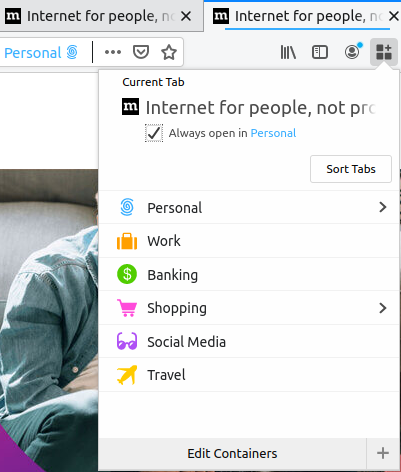 Internet for people, no
Internet for people, no
Personal
Current Tab
m Internet for people, not pro
Always open in Personal
Sort Tabs
Personal
Work
Banking
Shopping
Social Media
Travel
Edit Containers